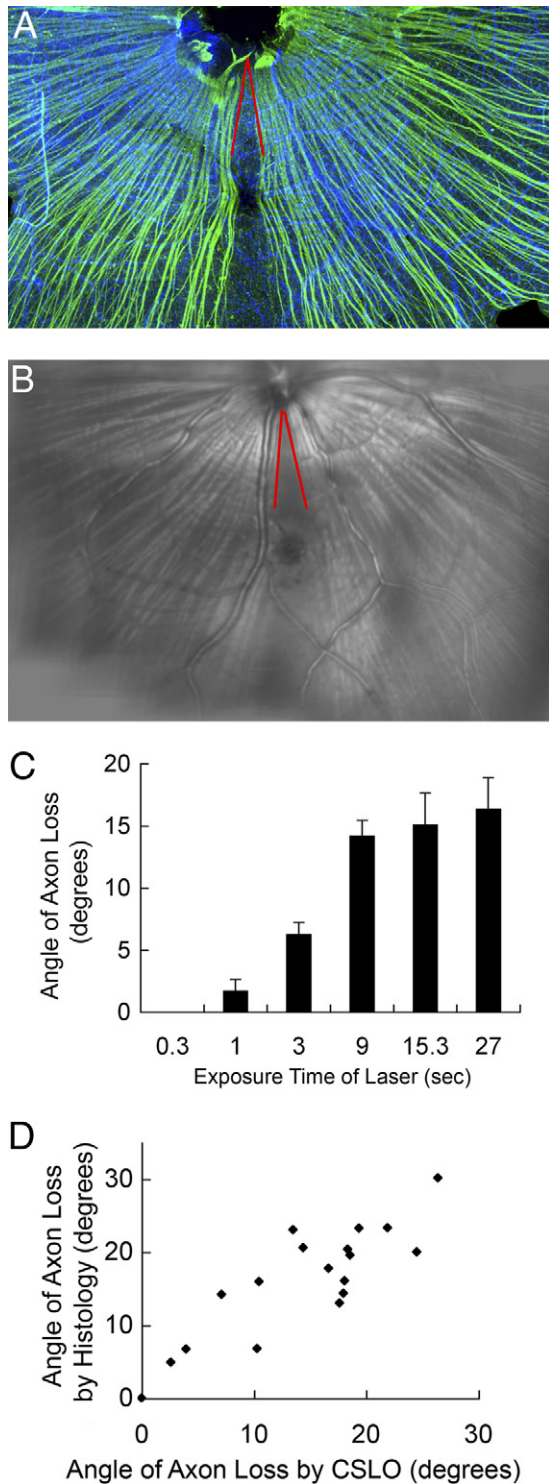 A
B
C
Angle of Axon Loss
(degrees)
20
15
10
5
0
0.3 1 3 9 15.3 27
Exposure Time of Laser (sec)
D
Angle of Axon Loss
by Histology (degrees)
30
20
10
0
0 10 20 30
Angle of Axon Loss by CSLO (degrees)